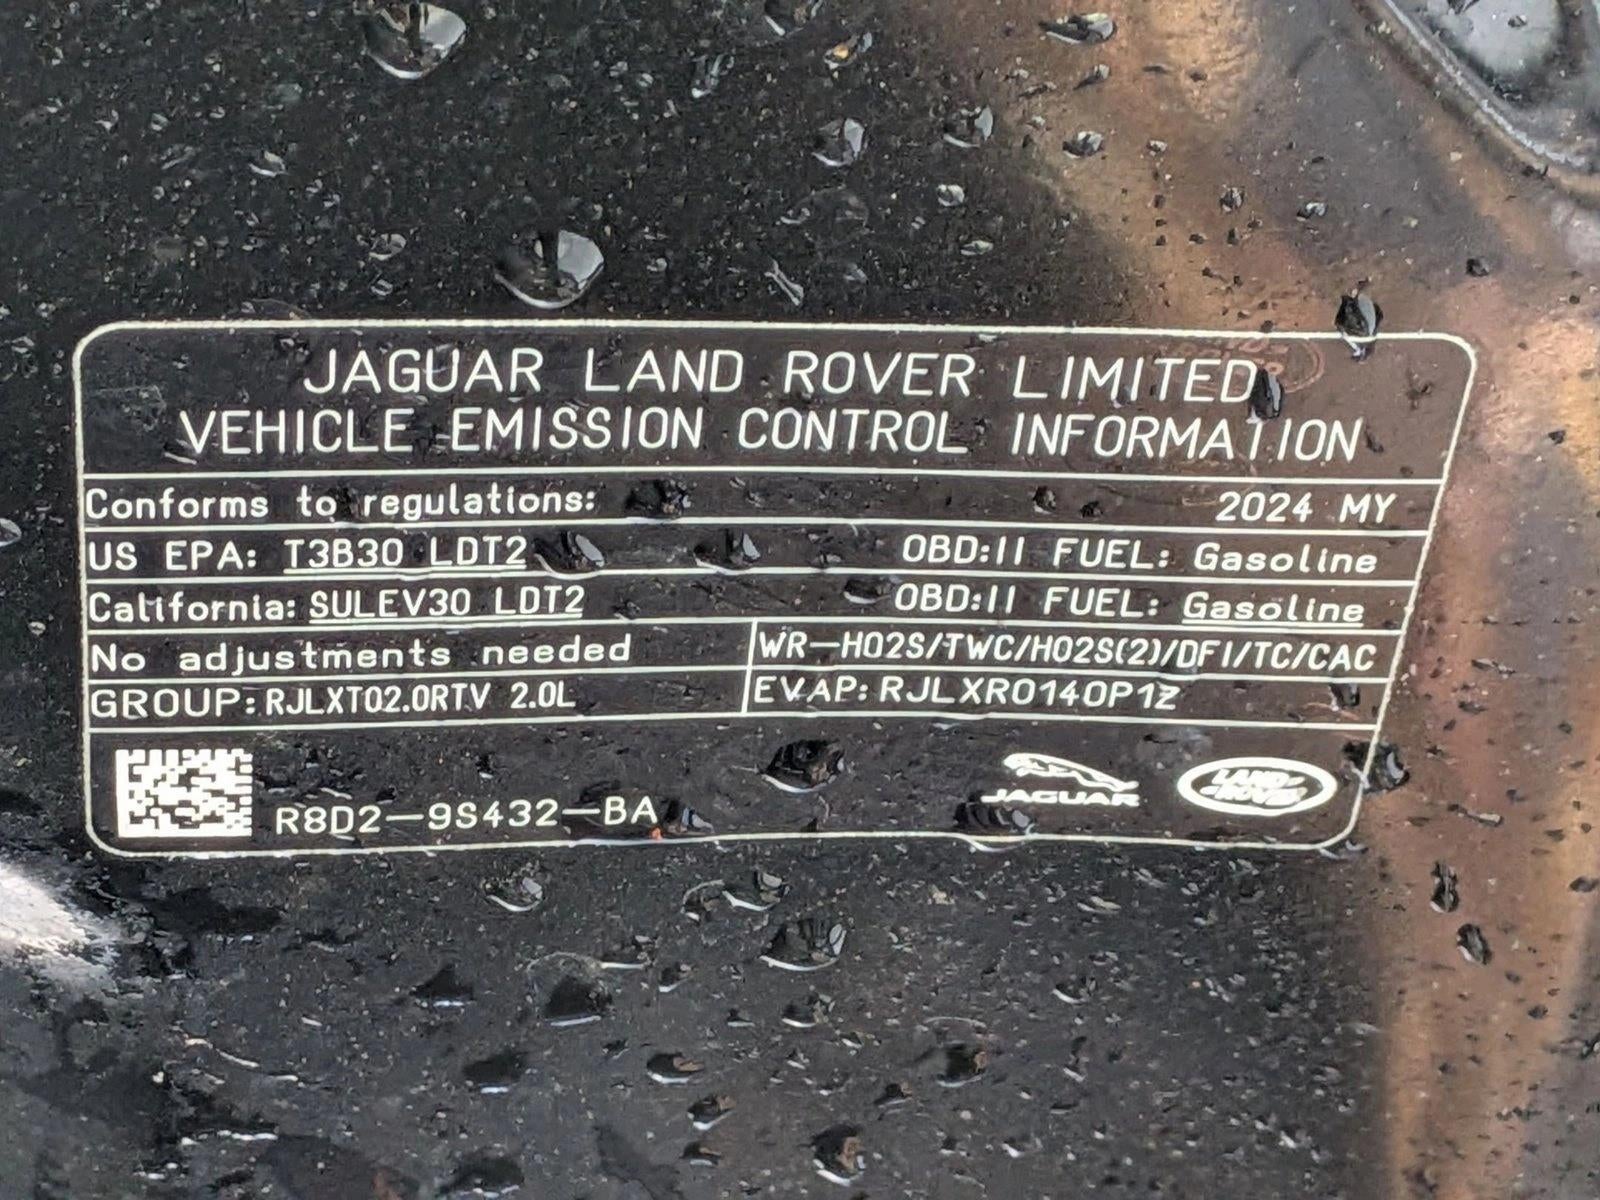 JAGUAR LAND ROVER LIMITED
VEHICLE EMISSION CONTROL INFORMATION
Conforms to regulations: 2024 MY
US EPA: T3B30 LDT2 OBD:II FUEL: Gasoline
California: SULEV30 LDT2 OBD:II FUEL: Gasoline
No adjustments needed WR-HO2S/TWC/HO2S(2)/DFI/TC/CAC
GROUP: RJLXT02.0RTV 2.0L EVAP: RJLXR0140P1Z
R8D2-9S432-BA
JAGUAR
LAND-
-ROVER